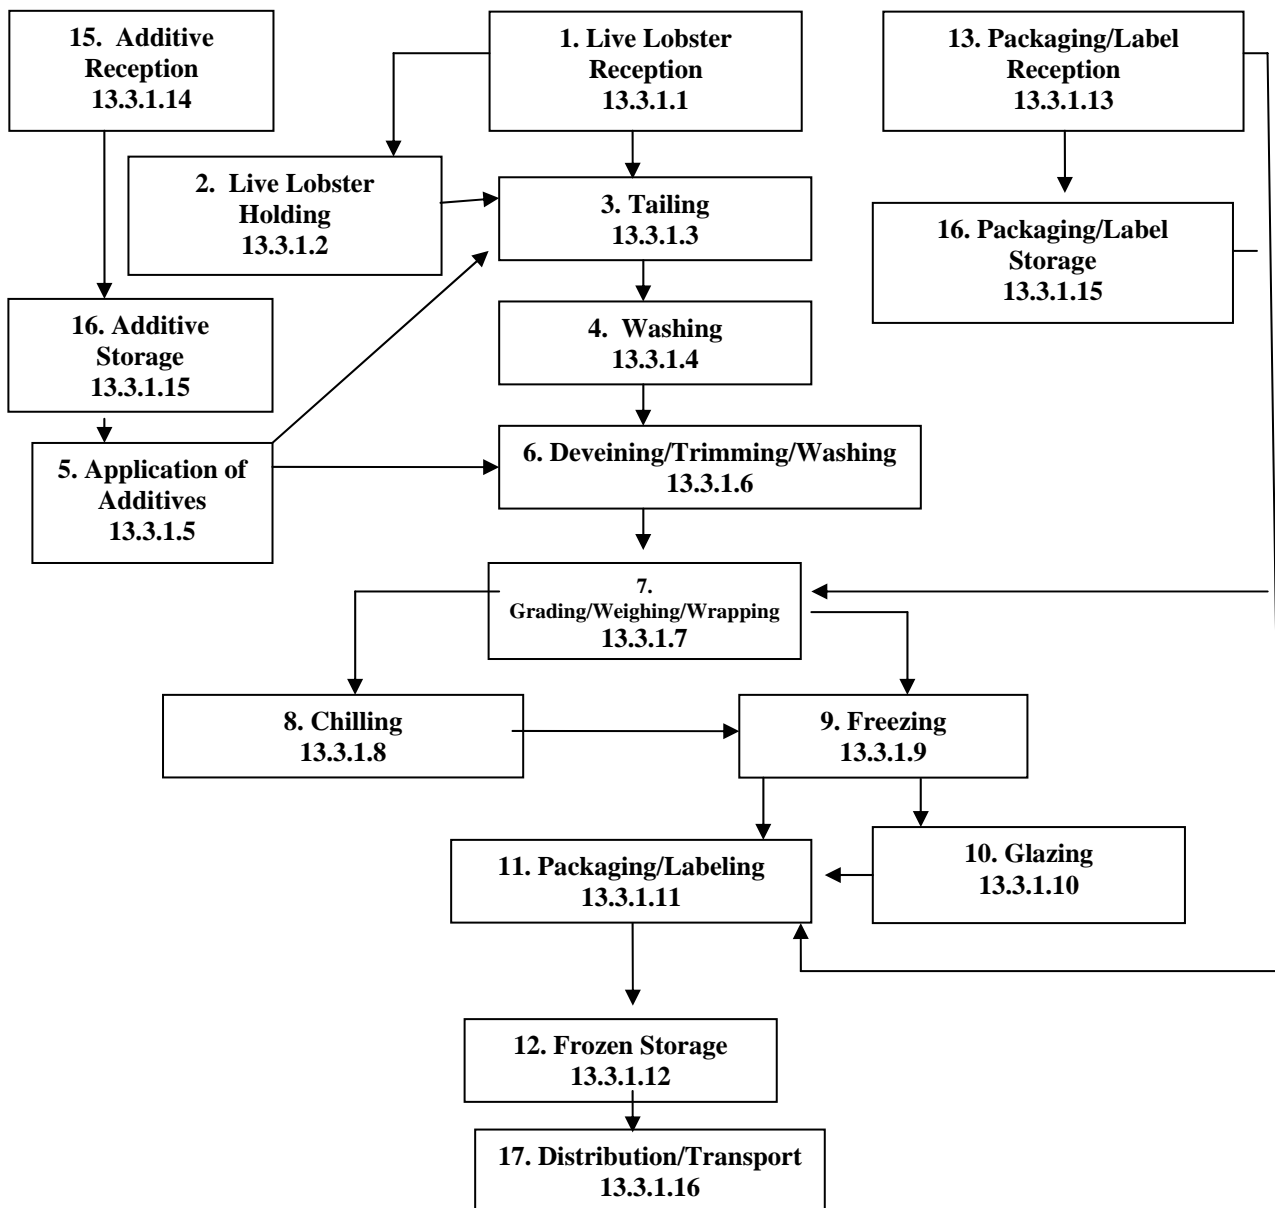 15. Additive
Reception
13.3.1.14
1. Live Lobster
Reception
13.3.1.1
13. Packaging/Label
Reception
13.3.1.13
2. Live Lobster
Holding
13.3.1.2
3. Tailing
13.3.1.3
16. Packaging/Label
Storage
13.3.1.15
16. Additive
Storage
13.3.1.15
4. Washing
13.3.1.4
5. Application of
Additives
13.3.1.5
6. Deveining/Trimming/Washing
13.3.1.6
7.
Grading/Weighing/Wrapping
13.3.1.7
8. Chilling
13.3.1.8
9. Freezing
13.3.1.9
11. Packaging/Labeling
13.3.1.11
10. Glazing
13.3.1.10
12. Frozen Storage
13.3.1.12
17. Distribution/Transport
13.3.1.16